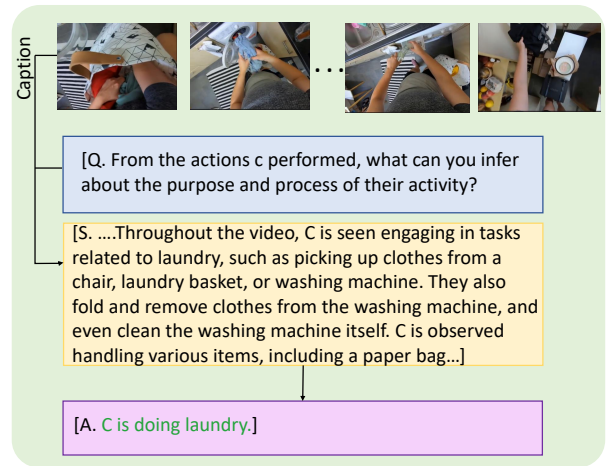 Caption
...
[Q. From the actions c performed, what can you infer
about the purpose and process of their activity?
[S. ....Throughout the video, C is seen engaging in tasks
related to laundry, such as picking up clothes from a
chair, laundry basket, or washing machine. They also
fold and remove clothes from the washing machine, and
even clean the washing machine itself. C is observed
handling various items, including a paper bag...]
[A. C is doing laundry.]